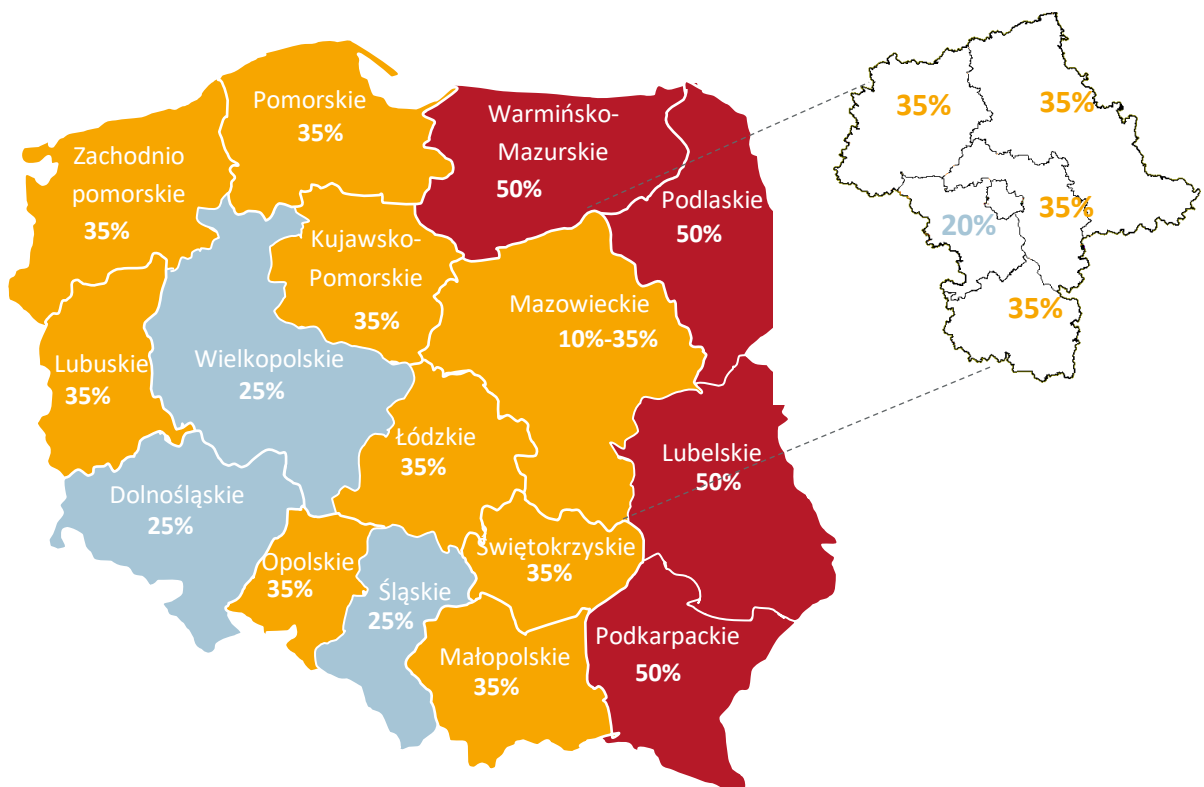 Pomorskie
35%
Warmińsko-
Mazurskie
50%
Zachodnio
pomorskie
35%
Podlaskie
50%
Kujawsko-
Pomorskie
35%
Mazowieckie
10%-35%
Lubuskie
35%
Wielkopolskie
25%
Łódzkie
35%
Lubelskie
50%
Dolnośląskie
25%
Opolskie
35%
Śląskie
25%
Świętokrzyskie
35%
Małopolskie
35%
Podkarpackie
50%
35%
35%
35%
20%
35%